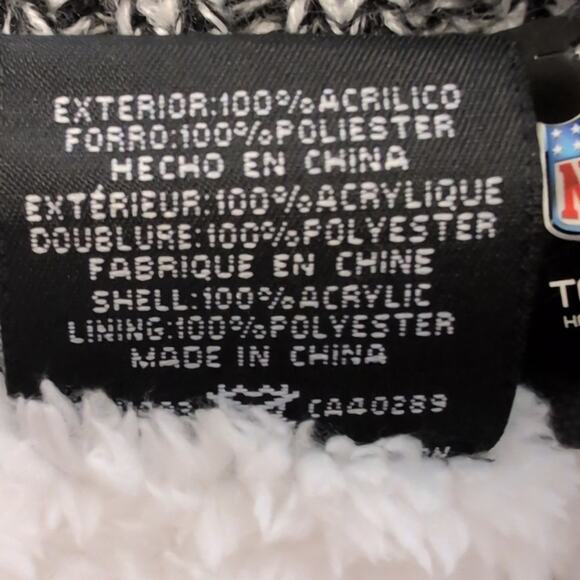 EXTERIOR:100%ACRILICO
FORRO:100%POLIESTER
HECHO EN CHINA
EXTÉRIEUR:100%ACRYLIQUE
DOUBLURE:100%POLYESTER
FABRIQUE EN CHINE
SHELL:100%ACRYLIC
LINING:100%POLYESTER
MADE IN CHINA
CA40289